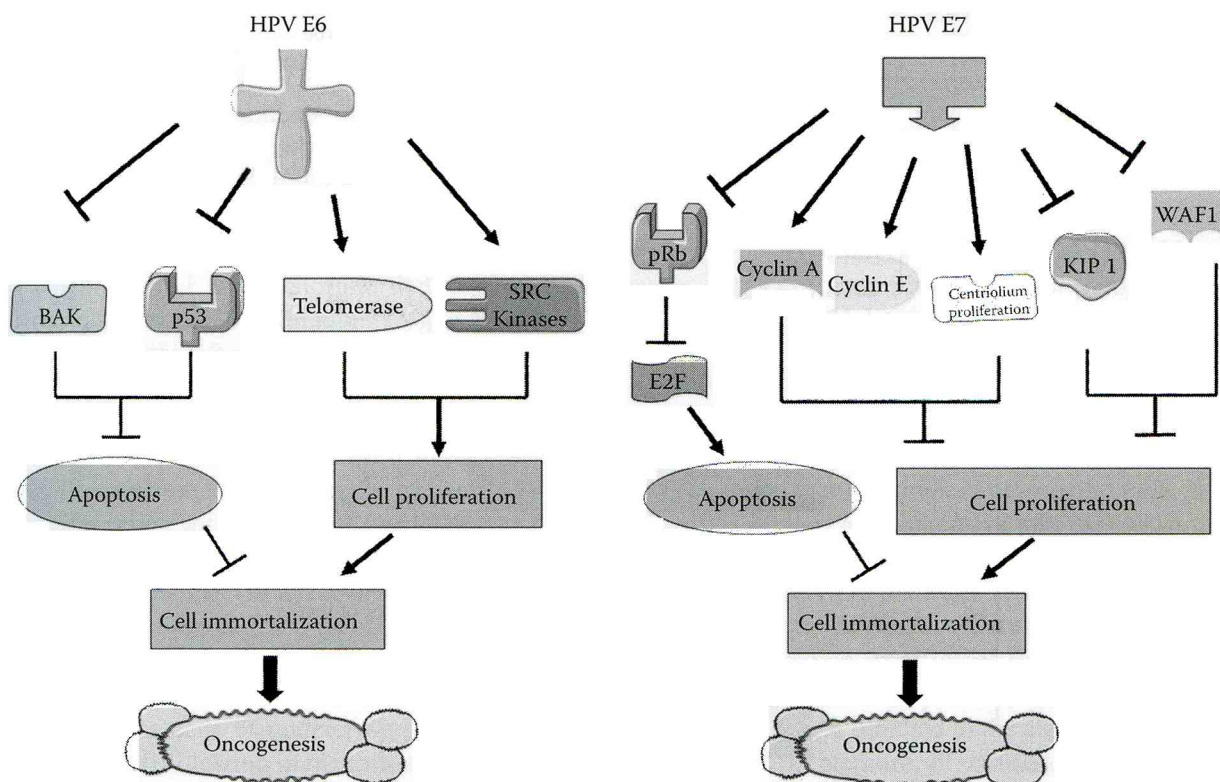 HPV E6
BAK
p53
Telomerase
SRC
Kinases
Apoptosis
Cell proliferation
Cell immortalization
Oncogenesis
HPV E7
pRb
Cyclin A
Cyclin E
Centriolium
proliferation
KIP 1
WAF1
E2F
Apoptosis
Cell proliferation
Cell immortalization
Oncogenesis